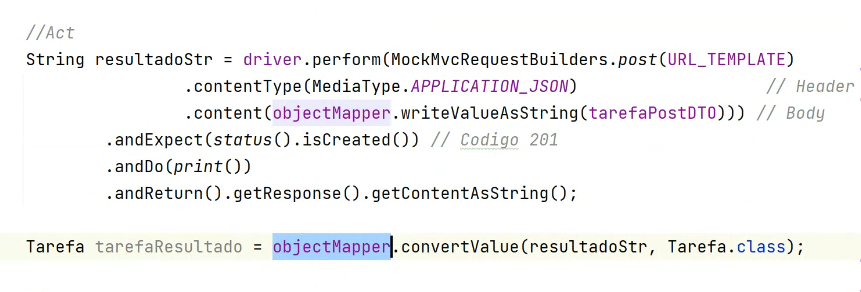 //Act
String resultadoStr = driver.perform(MockMvcRequestBuilders.post(URL_TEMPLATE)
.contentType(MediaType.APPLICATION_JSON) // Header
.content(objectMapper.writeValueAsString(tarefaPostDTO))) // Body
.andExpect(status().isCreated()) // Codigo 201
.andDo(print())
.andReturn().getResponse().getContentAsString();
Tarefa tarefaResultado = objectMapper.convertValue(resultadoStr, Tarefa.class);